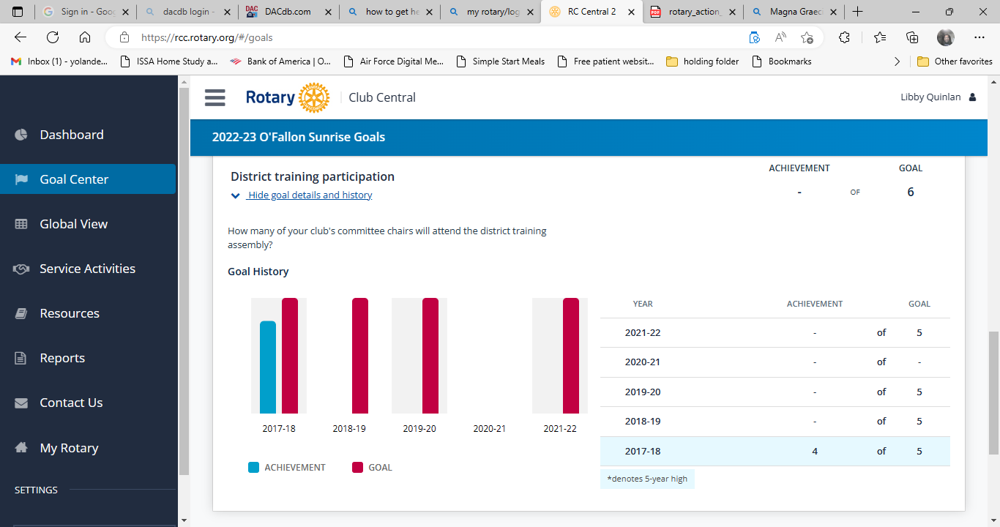 Sign in - Goo
dacdb login -
DAC
db
DACdb.com
how to get he
my rotary/log
RC Central 2
PDF
rotary_action_
Magna Graec
https://rcc.rotary.org/#/goals
Inbox (1) - yolande...
ISSA Home Study a...
Bank of America | O...
Air Force Digital Me...
Simple Start Meals
Free patient websit...
holding folder
Bookmarks
Other favorites
Rotary
Club Central
Libby Quinlan
Dashboard
Goal Center
Global View
Service Activities
Resources
Reports
Contact Us
My Rotary
SETTINGS
2022-23 O'Fallon Sunrise Goals
District training participation
ACHIEVEMENT GOAL
Hide goal details and history
- OF 6
How many of your club's committee chairs will attend the district training
assembly?
Goal History
2017-18 2018-19 2019-20 2020-21 2021-22
ACHIEVEMENT GOAL
YEAR ACHIEVEMENT GOAL
2021-22 - of 5
2020-21 - of -
2019-20 - of 5
2018-19 - of 5
2017-18 4 of 5
*denotes 5-year high